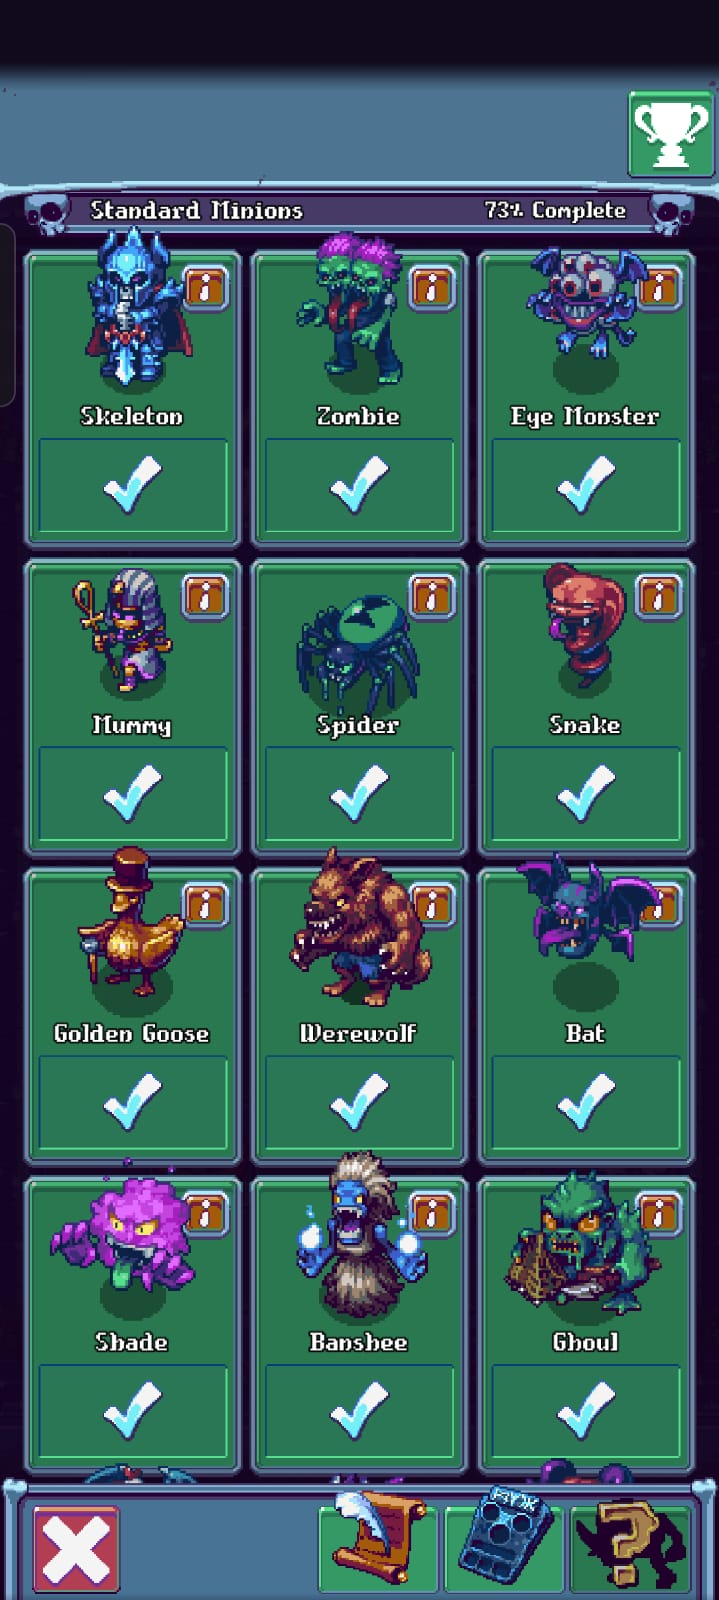 Standard Minions 73% Complete
Skeleton Zombie Eye Monster
Mummy Spider Snake
Golden Goose Werewolf Bat
Shade Banshee Ghoul